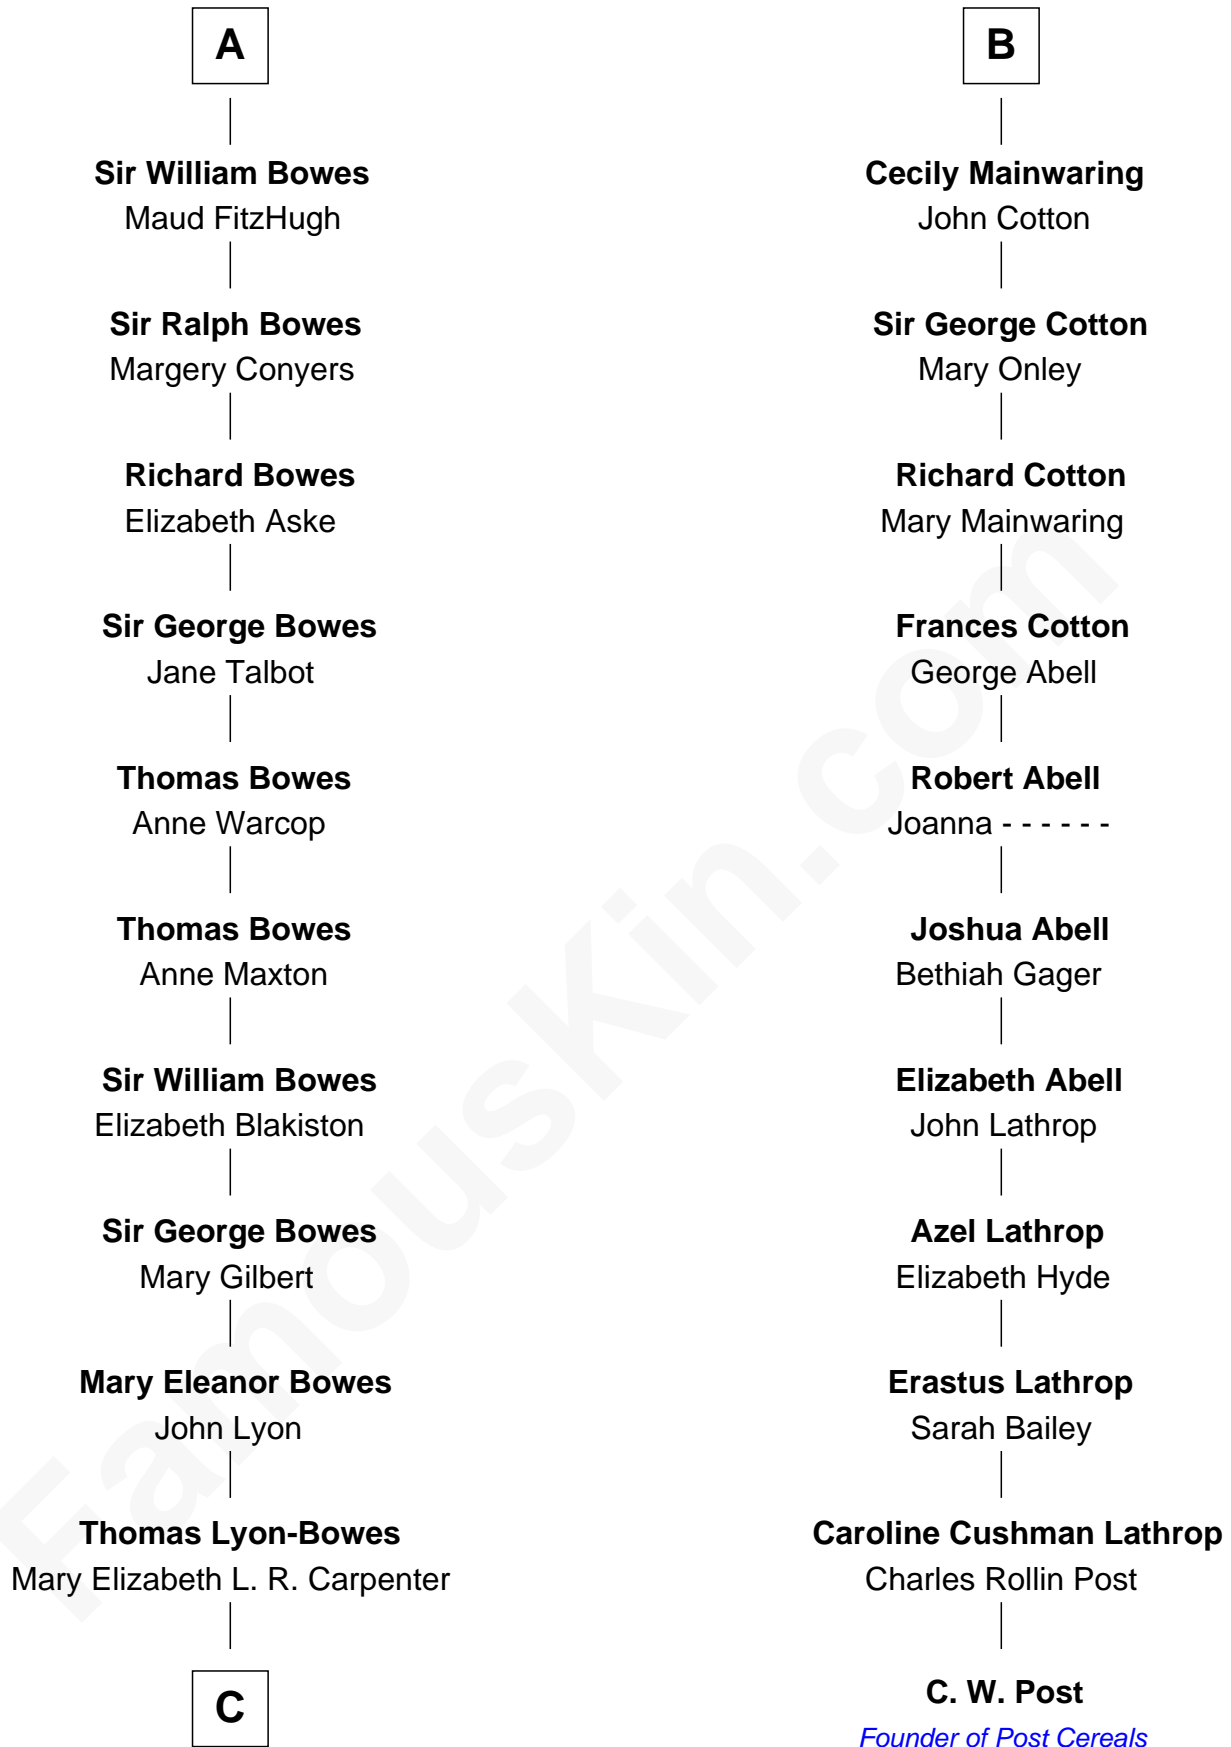 A
Sir William Bowes
Maud FitzHugh
Sir Ralph Bowes
Margery Conyers
Richard Bowes
Elizabeth Aske
Sir George Bowes
Jane Talbot
Thomas Bowes
Anne Warcop
Thomas Bowes
Anne Maxton
Sir William Bowes
Elizabeth Blakiston
Sir George Bowes
Mary Gilbert
Mary Eleanor Bowes
John Lyon
Thomas Lyon-Bowes
Mary Elizabeth L. R. Carpenter
C
B
Cecily Mainwaring
John Cotton
Sir George Cotton
Mary Onley
Richard Cotton
Mary Mainwaring
Frances Cotton
George Abell
Robert Abell
Joanna - - - - - -
Joshua Abell
Bethiah Gager
Elizabeth Abell
John Lathrop
Azel Lathrop
Elizabeth Hyde
Erastus Lathrop
Sarah Bailey
Caroline Cushman Lathrop
Charles Rollin Post
C. W. Post
Founder of Post Cereals
FamousKin.com